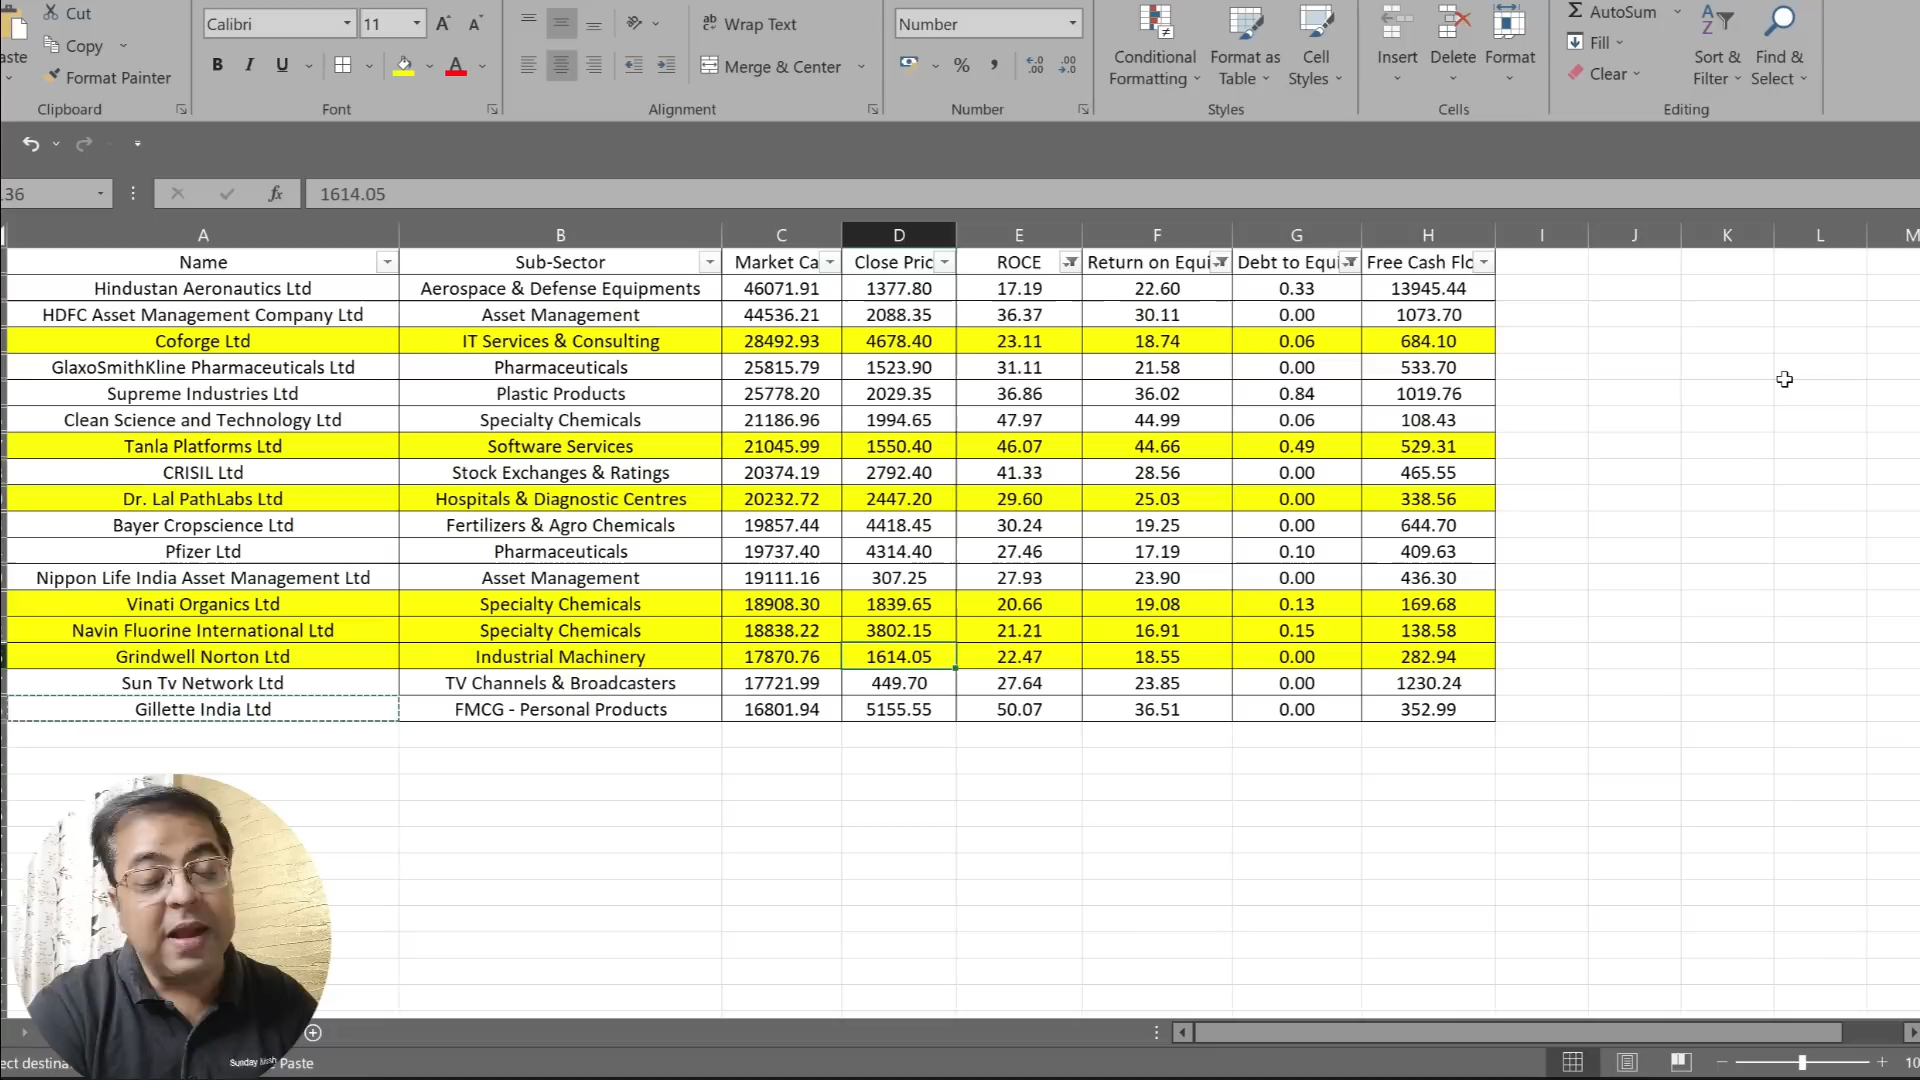 Cut
Calibri 11
Wrap Text
Number
AutoSum
Copy
Conditional Formatting
Format as Table
Cell Styles
Insert
Delete
Format
Fill
Sort & Filter
Find & Select
Format Painter
B I U
Merge & Center
Clear
Clipboard
Font
Alignment
Number
Styles
Cells
Editing
36 fx 1614.05
A B C D E F G H I J K L M
Name Sub-Sector Market Ca Close Pric ROCE Return on Equi Debt to Equi Free Cash Flo
Hindustan Aeronautics Ltd Aerospace & Defense Equipments 46071.91 1377.80 17.19 22.60 0.33 13945.44
HDFC Asset Management Company Ltd Asset Management 44536.21 2088.35 36.37 30.11 0.00 1073.70
Coforge Ltd IT Services & Consulting 28492.93 4678.40 23.11 18.74 0.06 684.10
GlaxoSmithKline Pharmaceuticals Ltd Pharmaceuticals 25815.79 1523.90 31.11 21.58 0.00 533.70
Supreme Industries Ltd Plastic Products 25778.20 2029.35 36.86 36.02 0.84 1019.76
Clean Science and Technology Ltd Specialty Chemicals 21186.96 1994.65 47.97 44.99 0.06 108.43
Tanla Platforms Ltd Software Services 21045.99 1550.40 46.07 44.66 0.49 529.31
CRISIL Ltd Stock Exchanges & Ratings 20374.19 2792.40 41.33 28.56 0.00 465.55
Dr. Lal PathLabs Ltd Hospitals & Diagnostic Centres 20232.72 2447.20 29.60 25.03 0.00 338.56
Bayer Cropscience Ltd Fertilizers & Agro Chemicals 19857.44 4418.45 30.24 19.25 0.00 644.70
Pfizer Ltd Pharmaceuticals 19737.40 4314.40 27.46 17.19 0.10 409.63
Nippon Life India Asset Management Ltd Asset Management 19111.16 307.25 27.93 23.90 0.00 436.30
Vinati Organics Ltd Specialty Chemicals 18908.30 1839.65 20.66 19.08 0.13 169.68
Navin Fluorine International Ltd Specialty Chemicals 18838.22 3802.15 21.21 16.91 0.15 138.58
Grindwell Norton Ltd Industrial Machinery 17870.76 1614.05 22.47 18.55 0.00 282.94
Sun Tv Network Ltd TV Channels & Broadcasters 17721.99 449.70 27.64 23.85 0.00 1230.24
Gillette India Ltd FMCG - Personal Products 16801.94 5155.55 50.07 36.51 0.00 352.99
Sunday
ect destina Paste
10